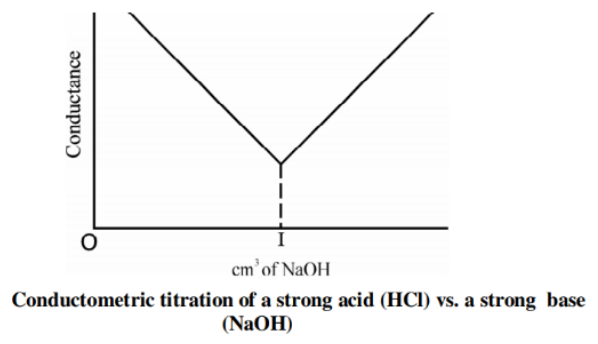 Conductance
O
I
cm³ of NaOH
Conductometric titration of a strong acid (HCl) vs. a strong base
(NaOH)